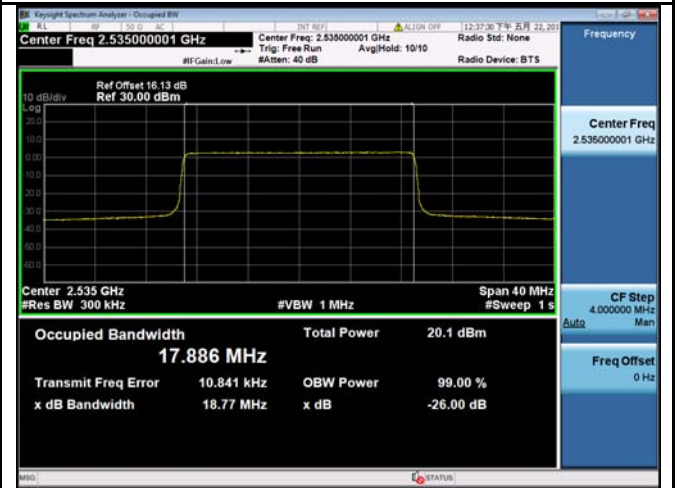 Keysight Spectrum Analyzer - Occupied BW
RL RF 50 Ω AC INT REF ALIGN OFF 12:37:30 下午 五月 22, 201
Center Freq 2.535000001 GHz
Center Freq: 2.535000001 GHz
Radio Std: None
Trig: Free Run Avg|Hold: 10/10
#IFGain:Low
#Atten: 40 dB
Radio Device: BTS
Ref Offset 16.13 dB
10 dB/div Ref 30.00 dBm
Log
20.0
10.0
0.00
10.0
20.0
30.0
40.0
50.0
60.0
Center 2.535 GHz
Span 40 MHz
#Res BW 300 kHz
#VBW 1 MHz
#Sweep 1 s
Occupied Bandwidth
17.886 MHz
Total Power 20.1 dBm
Transmit Freq Error 10.841 kHz
OBW Power 99.00 %
x dB Bandwidth 18.77 MHz
x dB -26.00 dB
Frequency
Center Freq
2.535000001 GHz
CF Step
4.000000 MHz
Auto Man
Freq Offset
0 Hz
MSG
STATUS